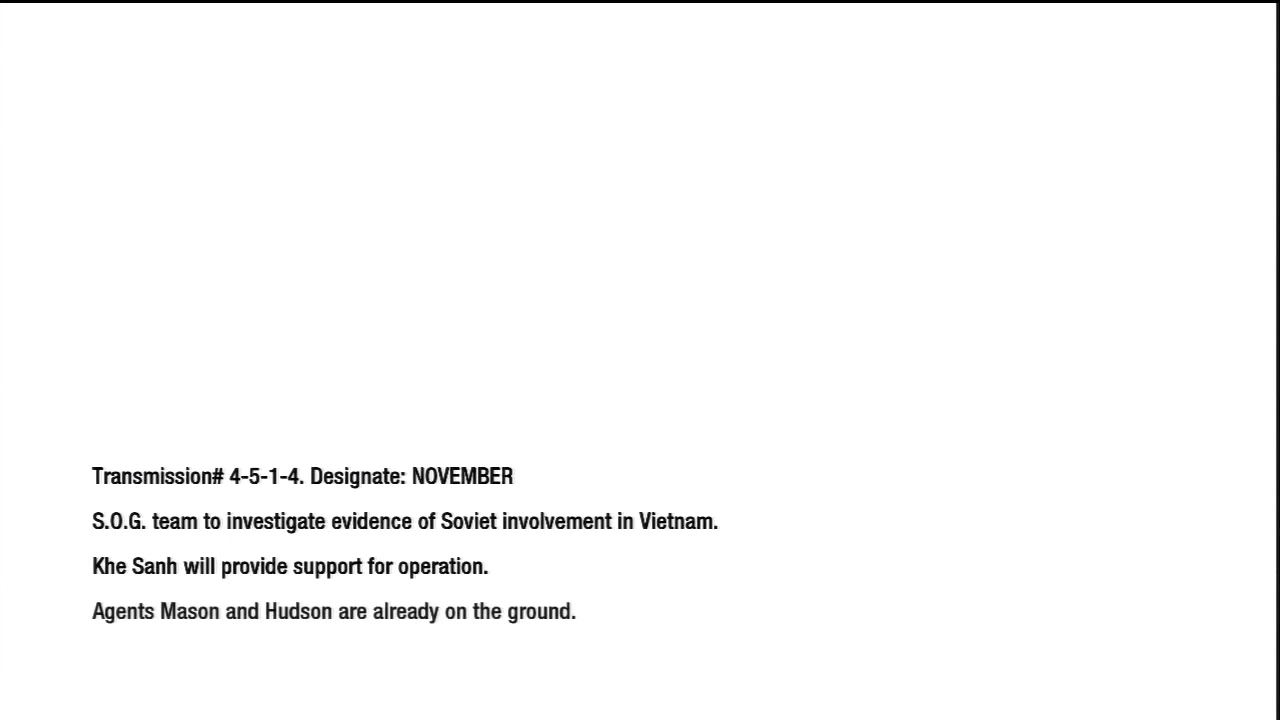 Transmission# 4-5-1-4. Designate: NOVEMBER
S.O.G. team to investigate evidence of Soviet involvement in Vietnam.
Khe Sanh will provide support for operation.
Agents Mason and Hudson are already on the ground.